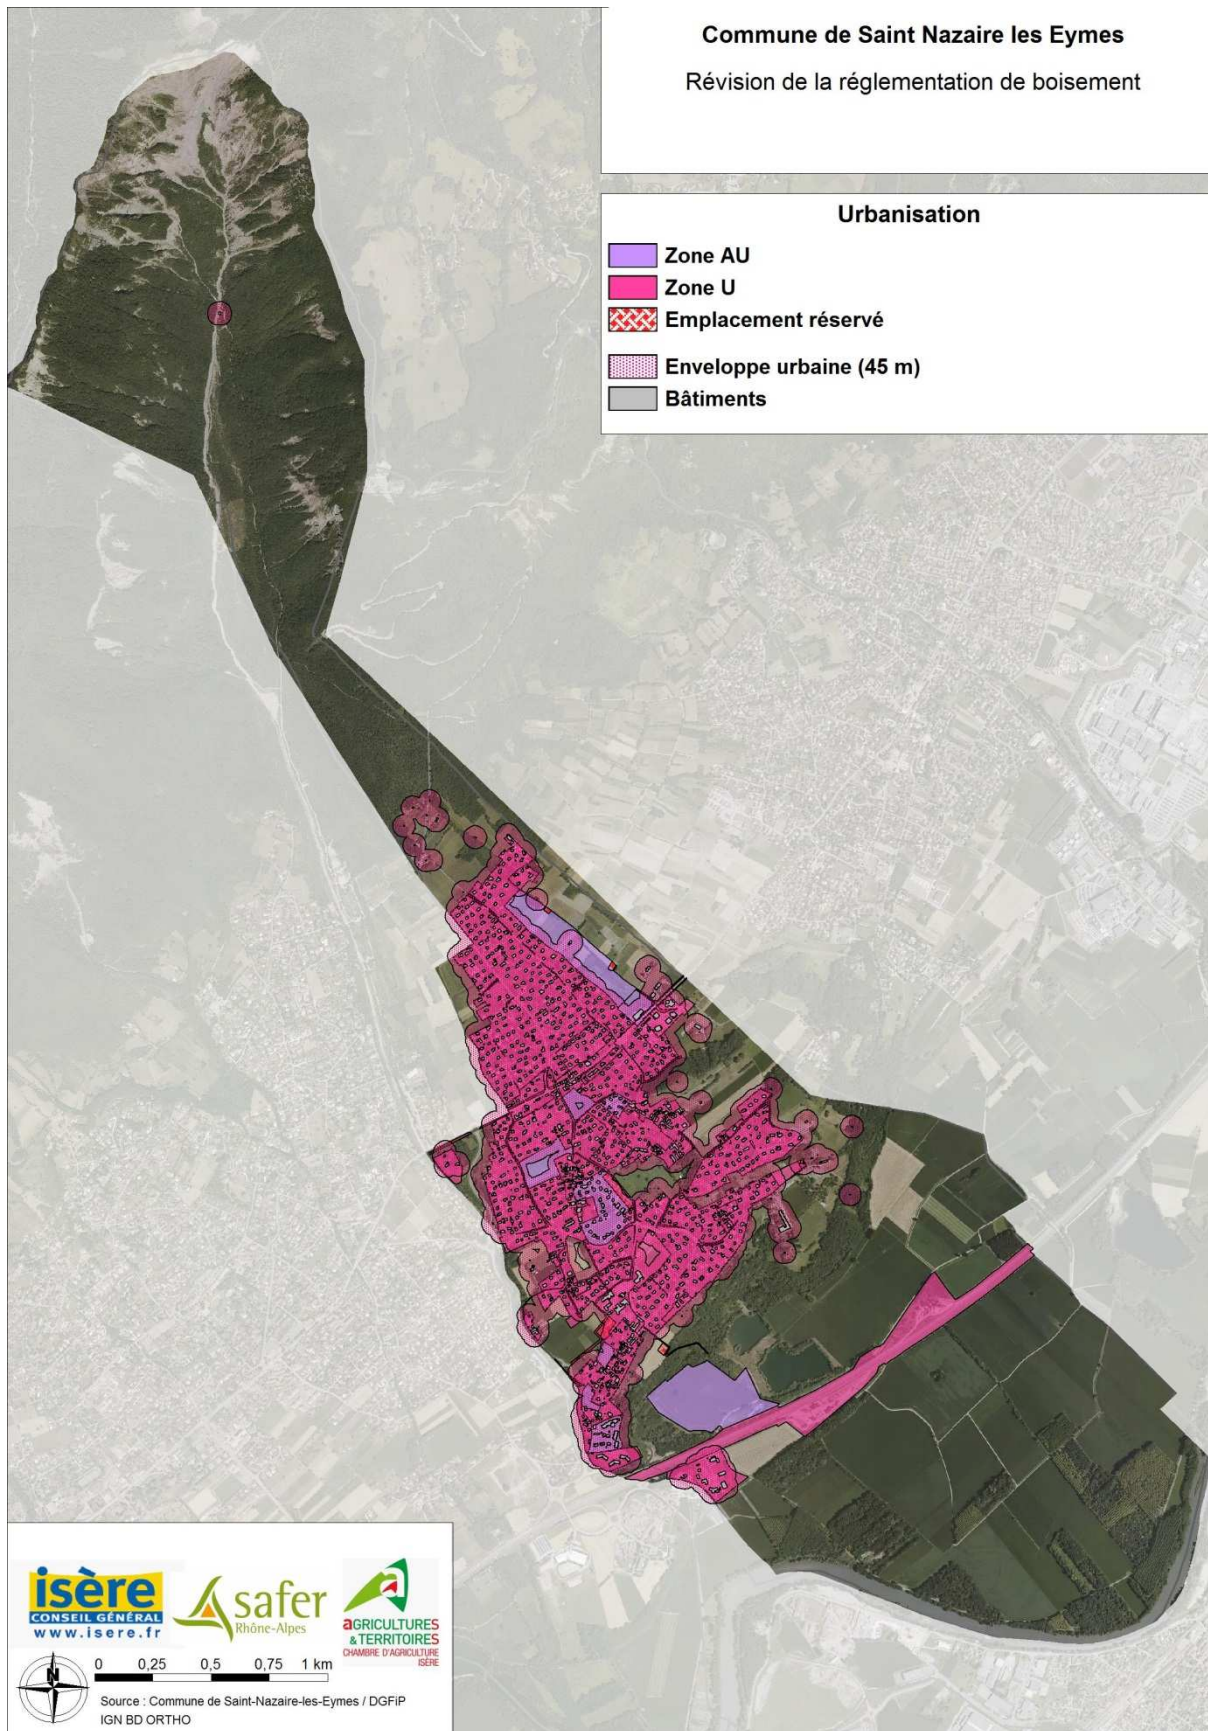 Commune de Saint Nazaire les Eymes
Révision de la réglementation de boisement
Urbanisation
Zone AU
Zone U
Emplacement réservé
Enveloppe urbaine (45 m)
Bâtiments
isère
CONSEIL GÉNÉRAL
www.isere.fr
safer
Rhône-Alpes
aGRICULTURES
& TERRITOIRES
CHAMBRE D'AGRICULTURE
ISÈRE
N
0 0,25 0,5 0,75 1 km
Source : Commune de Saint-Nazaire-les-Eymes / DGFiP
IGN BD ORTHO